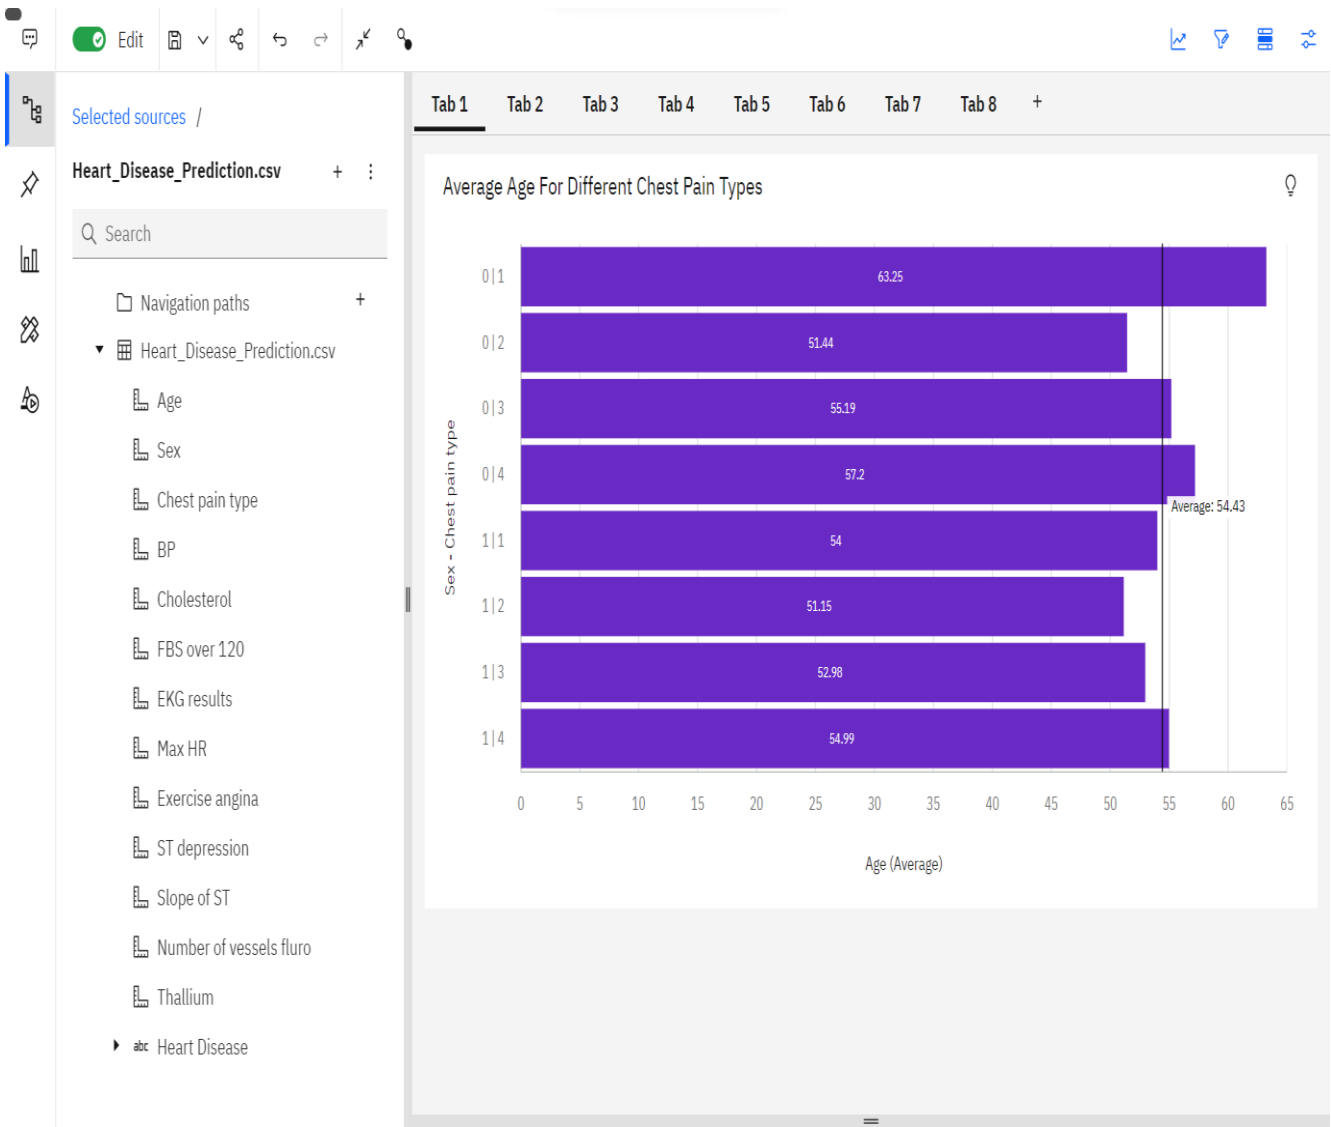 Edit
Selected sources /
Heart_Disease_Prediction.csv + ⋮
Search
Navigation paths +
Heart_Disease_Prediction.csv
Age
Sex
Chest pain type
BP
Cholesterol
FBS over 120
EKG results
Max HR
Exercise angina
ST depression
Slope of ST
Number of vessels fluro
Thallium
abc Heart Disease
Tab 1 Tab 2 Tab 3 Tab 4 Tab 5 Tab 6 Tab 7 Tab 8 +
Average Age For Different Chest Pain Types
Sex - Chest pain type
0|1 63.25
0|2 51.44
0|3 55.19
0|4 57.2
Average: 54.43
1|1 54
1|2 51.15
1|3 52.98
1|4 54.99
0 5 10 15 20 25 30 35 40 45 50 55 60 65
Age (Average)